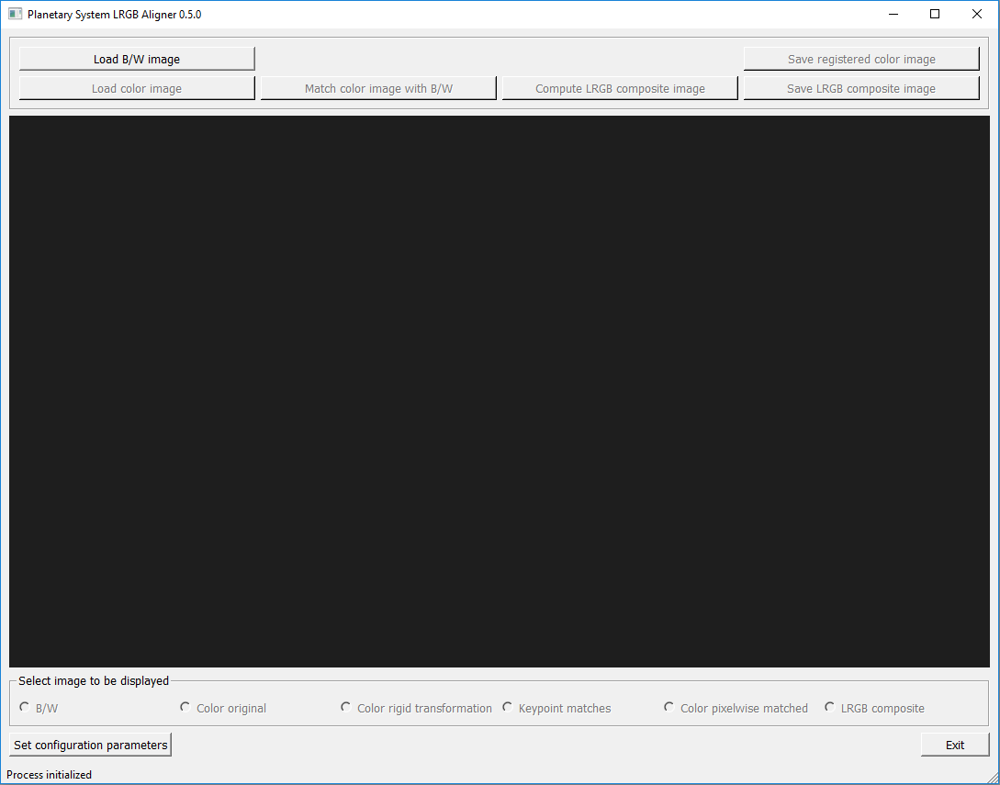 Planetary System LRGB Aligner 0.5.0
Load B/W image
Save registered color image
Load color image
Match color image with B/W
Compute LRGB composite image
Save LRGB composite image
Select image to be displayed
B/W
Color original
Color rigid transformation
Keypoint matches
Color pixelwise matched
LRGB composite
Set configuration parameters
Exit
Process initialized